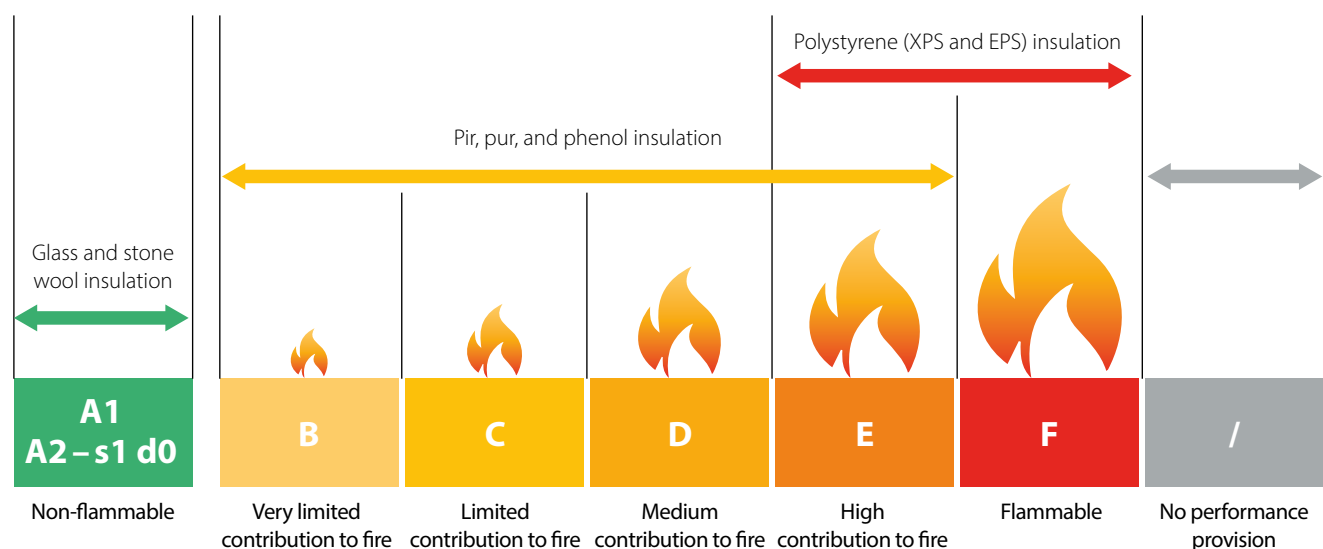 Polystyrene (XPS and EPS) insulation
Pir, pur, and phenol insulation
Glass and stone
wool insulation
A1
A2 – s1 d0
B
C
D
E
F
/
Non-flammable
Very limited
contribution to fire
Limited
contribution to fire
Medium
contribution to fire
High
contribution to fire
Flammable
No performance
provision